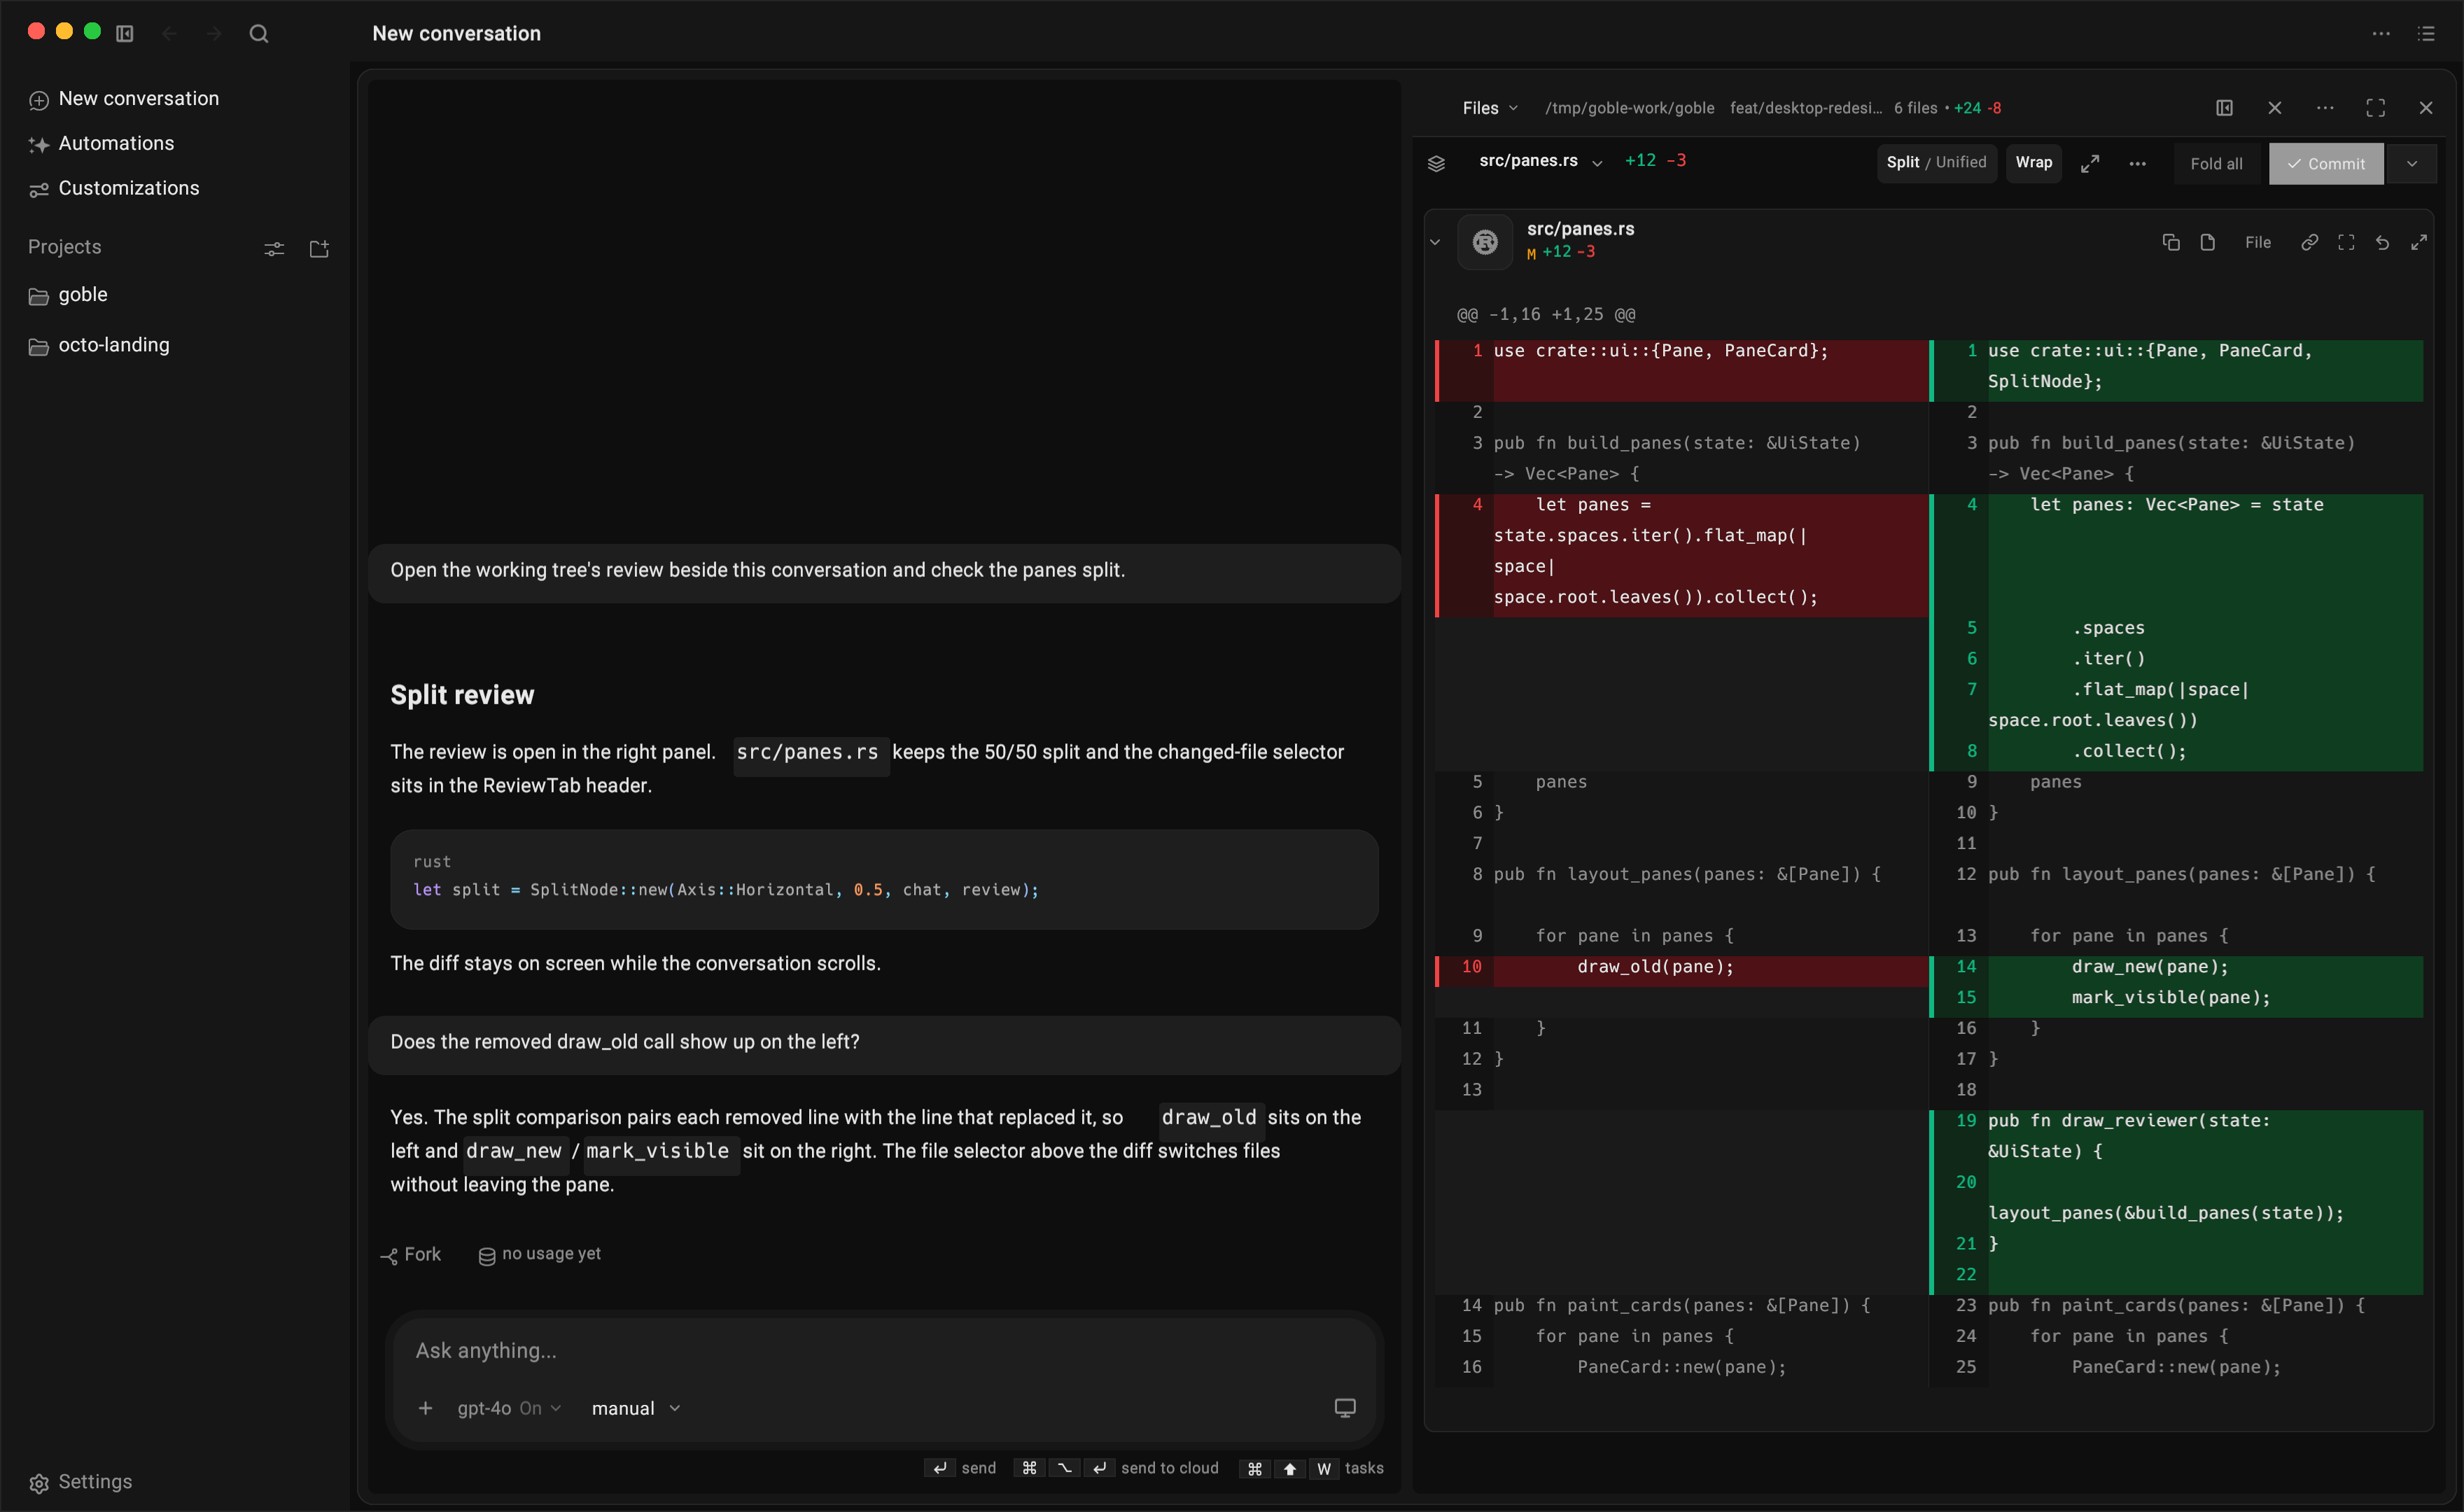 New conversation
New conversation
Automations
Customizations
Projects
goble
octo-landing
Settings
Open the working tree's review beside this conversation and check the panes split.
Split review
The review is open in the right panel. src/panes.rs keeps the 50/50 split and the changed-file selector
sits in the ReviewTab header.
rust
let split = SplitNode::new(Axis::Horizontal, 0.5, chat, review);
The diff stays on screen while the conversation scrolls.
Does the removed draw_old call show up on the left?
Yes. The split comparison pairs each removed line with the line that replaced it, so draw_old sits on the
left and draw_new / mark_visible sit on the right. The file selector above the diff switches files
without leaving the pane.
Fork no usage yet
Ask anything...
+ gpt-4o On manual
send ⌘ ⌥ send to cloud ⌘ W tasks
Files /tmp/goble-work/goble feat/desktop-redesi... 6 files • +24 -8
src/panes.rs +12 -3 Split / Unified Wrap Fold all Commit
src/panes.rs
M +12 -3 File
@@ -1,16 +1,25 @@
1 use crate::ui::{Pane, PaneCard};
2
3 pub fn build_panes(state: &UiState)
-> Vec<Pane> {
4 let panes =
state.spaces.iter().flat_map(|
space|
space.root.leaves()).collect();
5 panes
6 }
7
8 pub fn layout_panes(panes: &[Pane]) {
9 for pane in panes {
10 draw_old(pane);
11 }
12 }
13
14 pub fn paint_cards(panes: &[Pane]) {
15 for pane in panes {
16 PaneCard::new(pane);
1 use crate::ui::{Pane, PaneCard,
SplitNode};
2
3 pub fn build_panes(state: &UiState)
-> Vec<Pane> {
4 let panes: Vec<Pane> = state
5 .spaces
6 .iter()
7 .flat_map(|space|
space.root.leaves())
8 .collect();
9 panes
10 }
11
12 pub fn layout_panes(panes: &[Pane]) {
13 for pane in panes {
14 draw_new(pane);
15 mark_visible(pane);
16 }
17 }
18
19 pub fn draw_reviewer(state:
&UiState) {
20
layout_panes(&build_panes(state));
21 }
22
23 pub fn paint_cards(panes: &[Pane]) {
24 for pane in panes {
25 PaneCard::new(pane);